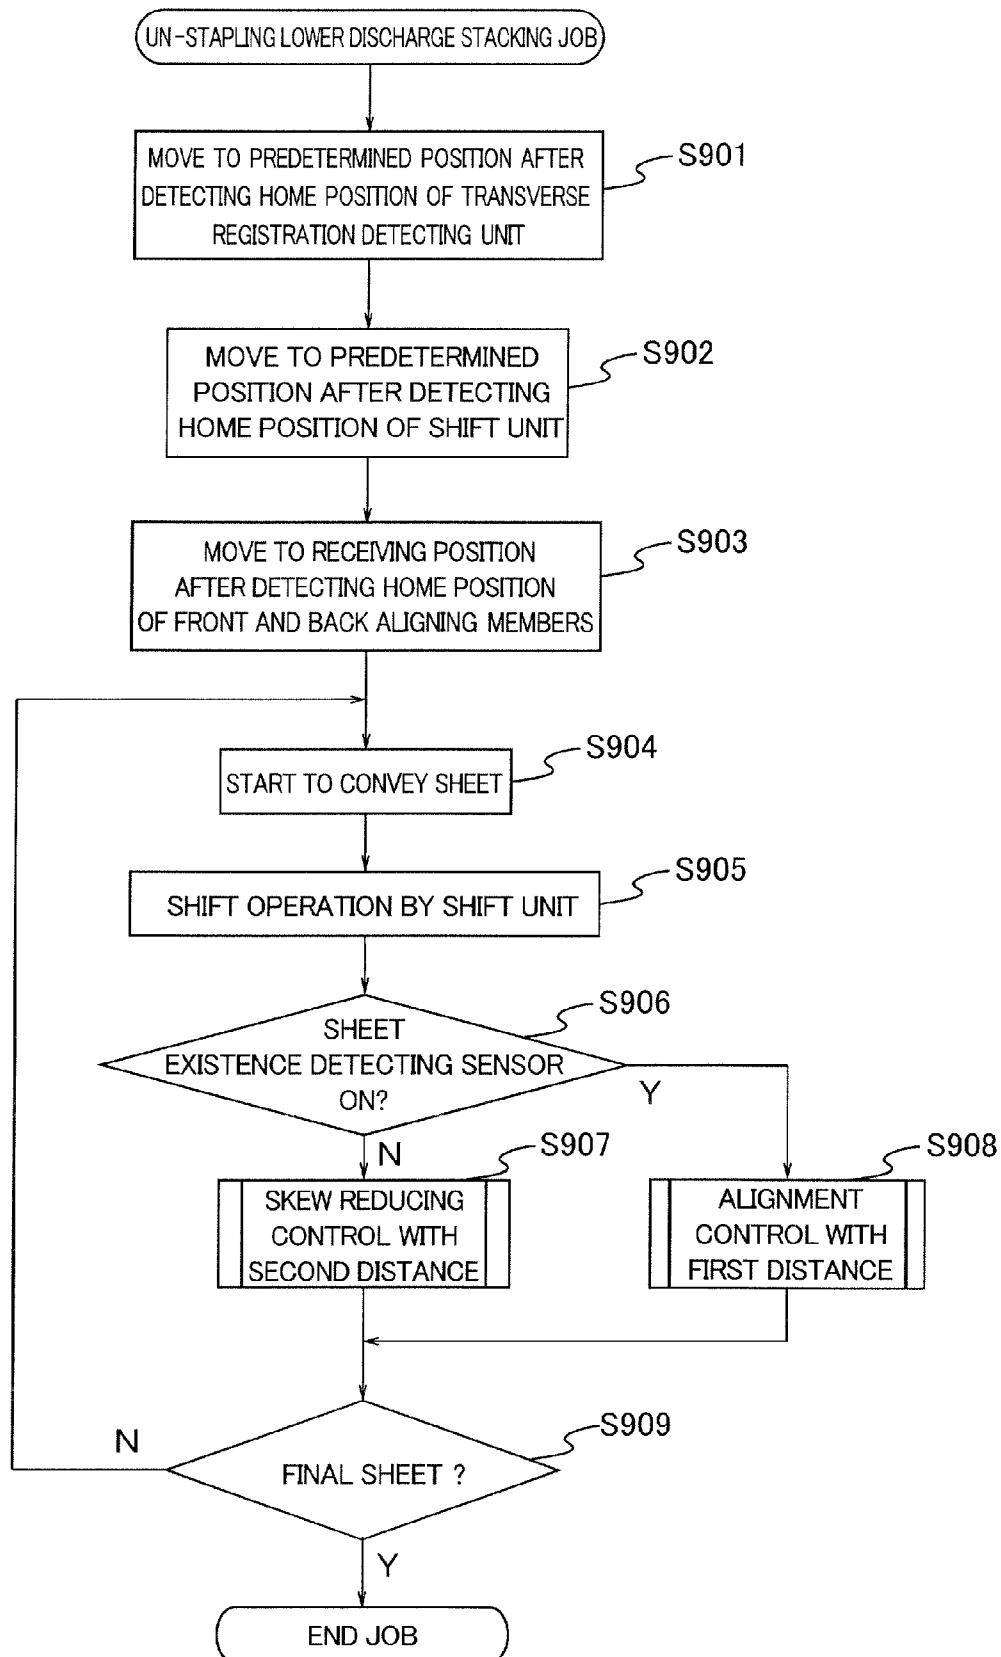 UN-STAPLING LOWER DISCHARGE STACKING JOB
MOVE TO PREDETERMINED POSITION AFTER
DETECTING HOME POSITION OF TRANSVERSE
REGISTRATION DETECTING UNIT
S901
MOVE TO PREDETERMINED
POSITION AFTER DETECTING
HOME POSITION OF SHIFT UNIT
S902
MOVE TO RECEIVING POSITION
AFTER DETECTING HOME POSITION
OF FRONT AND BACK ALIGNING MEMBERS
S903
START TO CONVEY SHEET
S904
SHIFT OPERATION BY SHIFT UNIT
S905
SHEET
EXISTENCE DETECTING SENSOR
ON?
S906
Y
N
SKEW REDUCING
CONTROL WITH
SECOND DISTANCE
S907
ALIGNMENT
CONTROL WITH
FIRST DISTANCE
S908
FINAL SHEET ?
S909
N
Y
END JOB